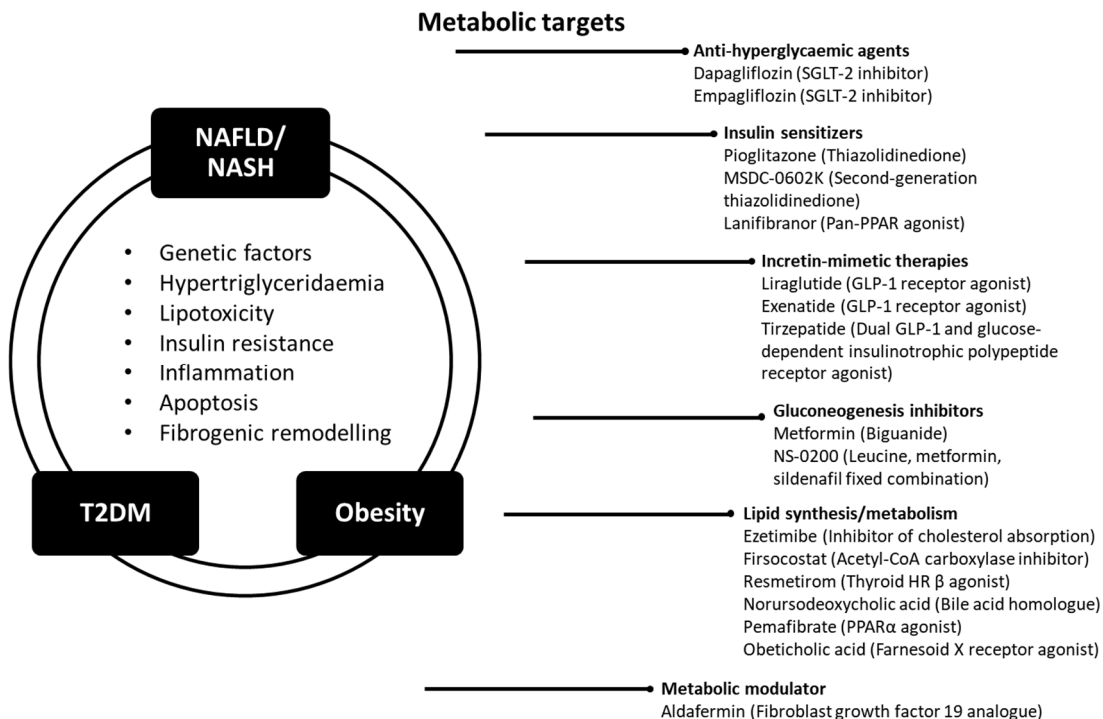 Metabolic targets
NAFLD/
NASH
• Genetic factors
• Hypertriglyceridaemia
• Lipotoxicity
• Insulin resistance
• Inflammation
• Apoptosis
• Fibrogenic remodelling
T2DM
Obesity
Anti-hyperglycaemic agents
Dapagliflozin (SGLT-2 inhibitor)
Empagliflozin (SGLT-2 inhibitor)
Insulin sensitizers
Pioglitazone (Thiazolidinedione)
MSDC-0602K (Second-generation
thiazolidinedione)
Lanifibranor (Pan-PPAR agonist)
Incretin-mimetic therapies
Liraglutide (GLP-1 receptor agonist)
Exenatide (GLP-1 receptor agonist)
Tirzepatide (Dual GLP-1 and glucose-
dependent insulinotrophic polypeptide
receptor agonist)
Gluconeogenesis inhibitors
Metformin (Biguanide)
NS-0200 (Leucine, metformin,
sildenafil fixed combination)
Lipid synthesis/metabolism
Ezetimibe (Inhibitor of cholesterol absorption)
Firsocostat (Acetyl-CoA carboxylase inhibitor)
Resmetirom (Thyroid HR β agonist)
Norursodeoxycholic acid (Bile acid homologue)
Pemafibrate (PPARα agonist)
Obeticholic acid (Farnesoid X receptor agonist)
Metabolic modulator
Aldafermin (Fibroblast growth factor 19 analogue)